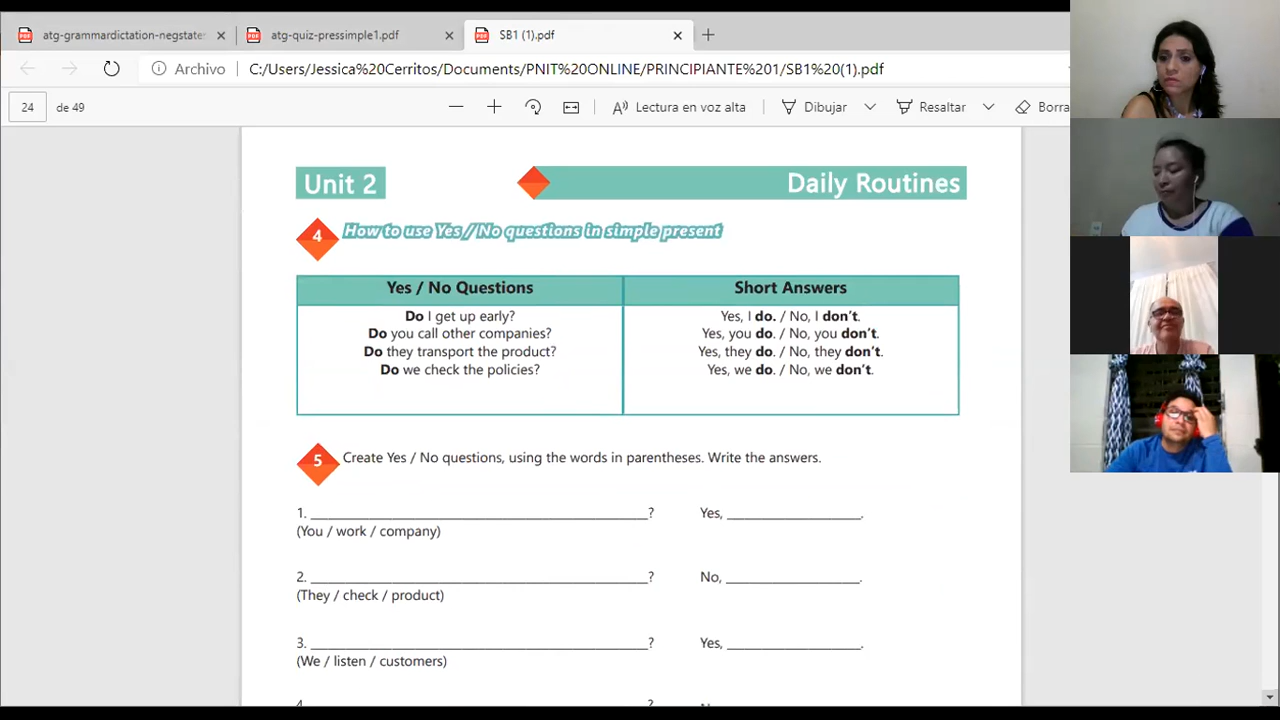 atg-grammardictation-negstate
atg-quiz-pressimple1.pdf
SB1 (1).pdf
Archivo
C:/Users/Jessica%20Cerritos/Documents/PNIT%20ONLINE/PRINCIPIANTE%201/SB1%20(1).pdf
24 de 49
Lectura en voz alta
Dibujar
Resaltar
Borra
Unit 2
Daily Routines
4 How to use Yes / No questions in simple present
Yes / No Questions
Short Answers
Do I get up early?
Yes, I do. / No, I don't.
Do you call other companies?
Yes, you do. / No, you don't.
Do they transport the product?
Yes, they do. / No, they don't.
Do we check the policies?
Yes, we do. / No, we don't.
5 Create Yes / No questions, using the words in parentheses. Write the answers.
1. ____________________________________________? Yes, _________________.
(You / work / company)
2. ____________________________________________? No, _________________.
(They / check / product)
3. ____________________________________________? Yes, _________________.
(We / listen / customers)